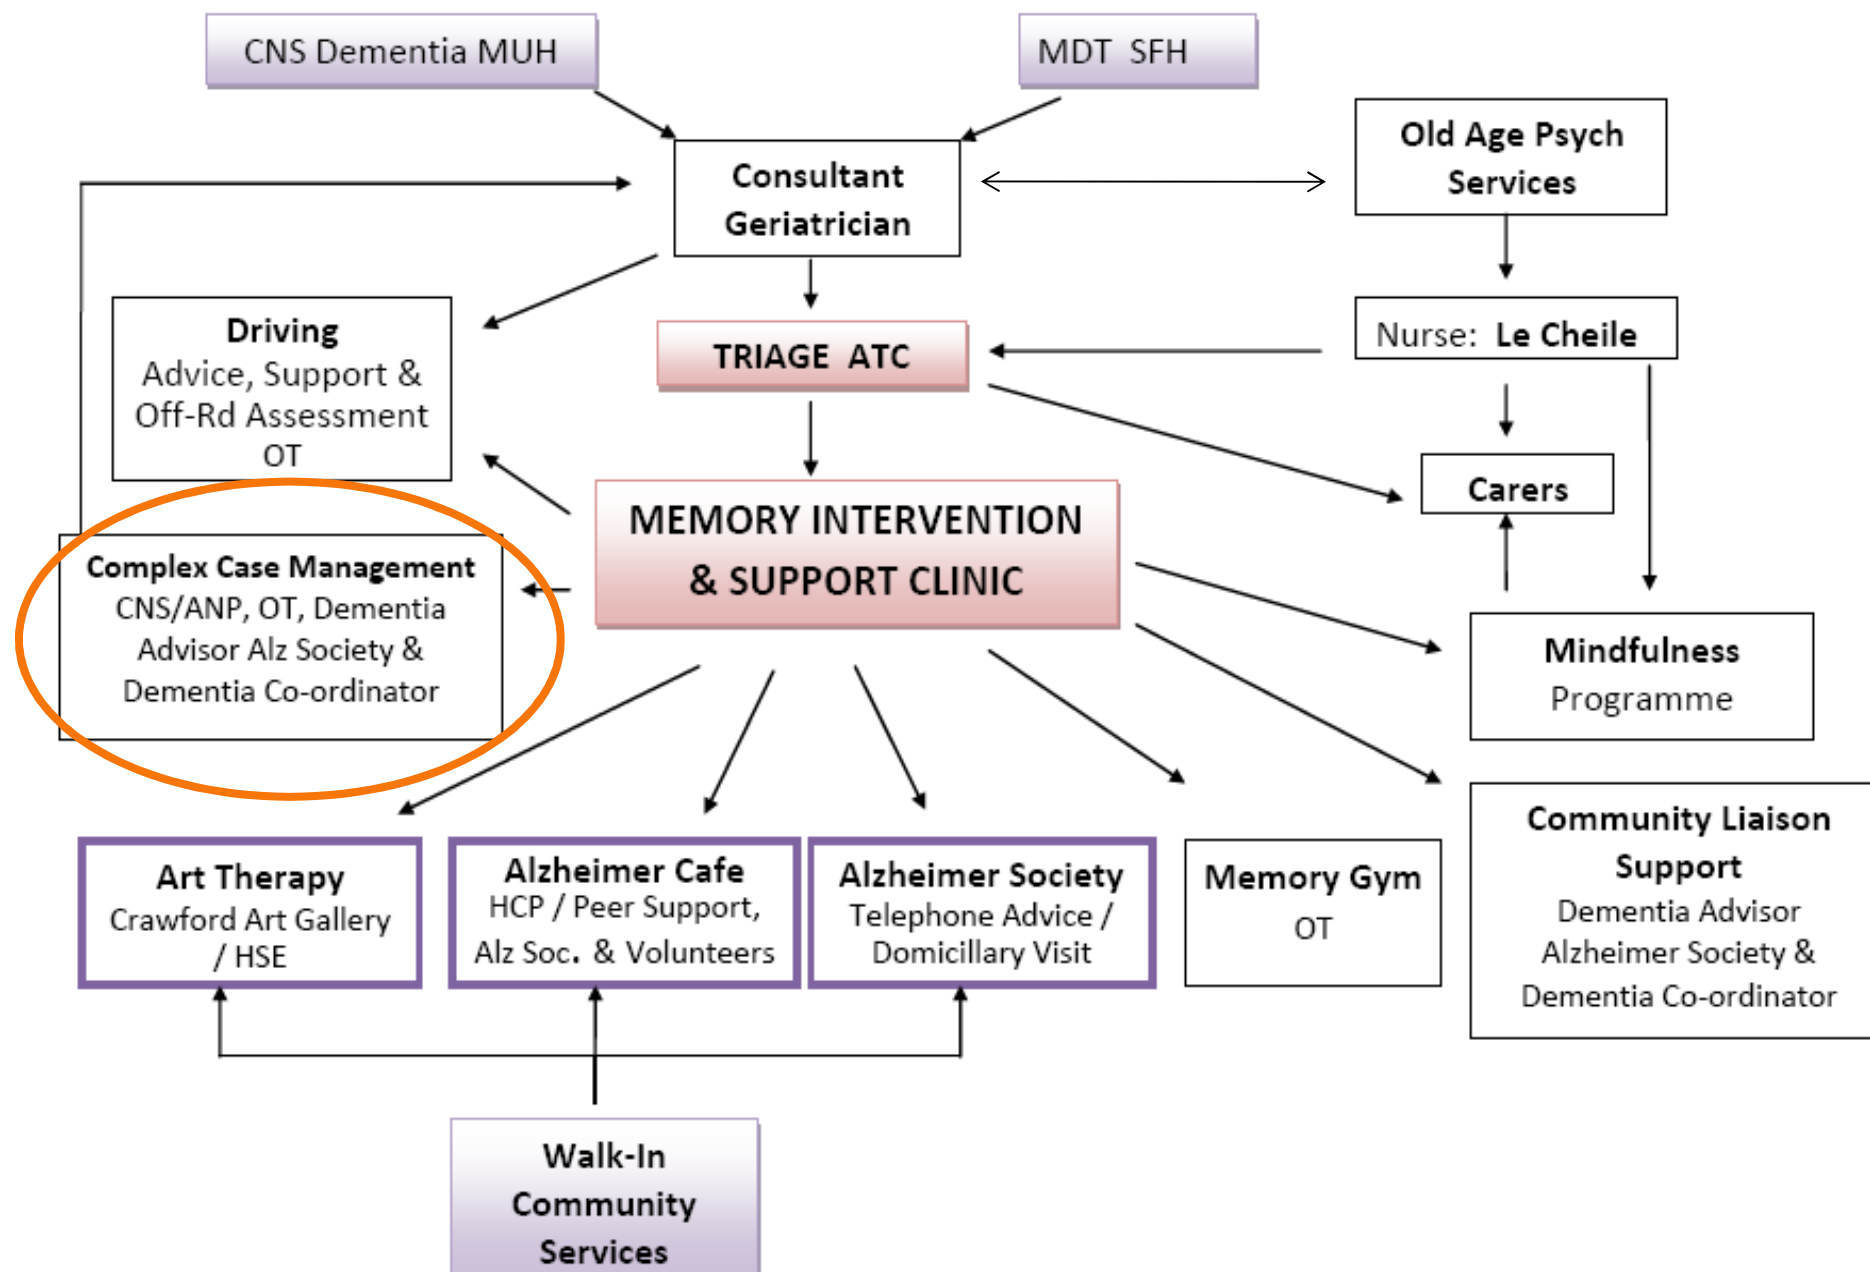 CNS Dementia MUH
MDT SFH
Old Age Psych
Services
Consultant
Geriatrician
Driving
Advice, Support &
Off-Rd Assessment
OT
TRIAGE ATC
Nurse: Le Cheile
Carers
MEMORY INTERVENTION
& SUPPORT CLINIC
Complex Case Management
CNS/ANP, OT, Dementia
Advisor Alz Society &
Dementia Co-ordinator
Mindfulness
Programme
Art Therapy
Crawford Art Gallery
/ HSE
Alzheimer Cafe
HCP / Peer Support,
Alz Soc. & Volunteers
Alzheimer Society
Telephone Advice /
Domicillary Visit
Memory Gym
OT
Community Liaison
Support
Dementia Advisor
Alzheimer Society &
Dementia Co-ordinator
Walk-In
Community
Services